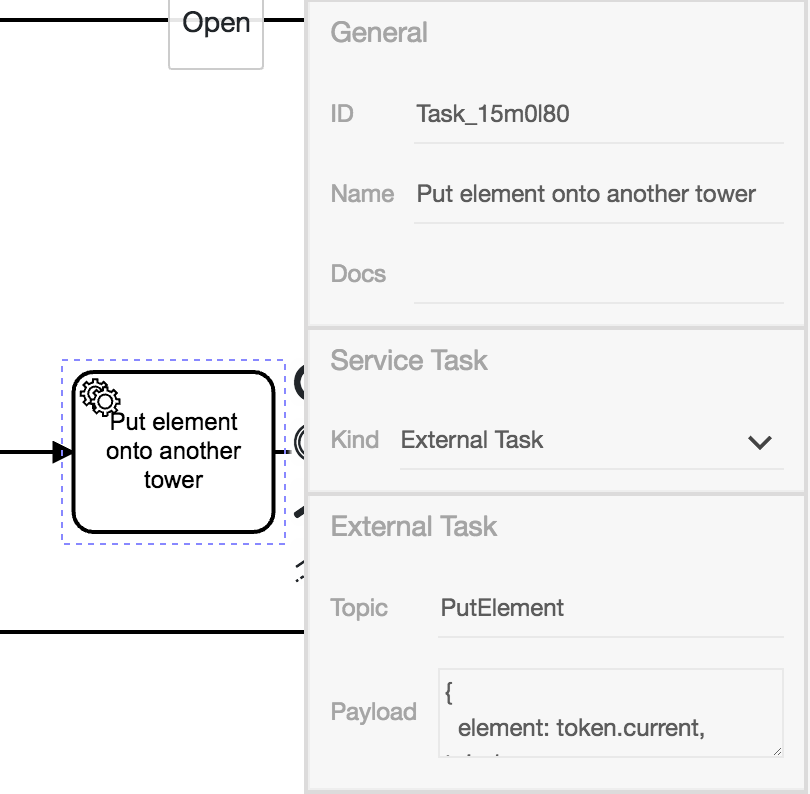 Open
Put element
onto another
tower
General
ID Task_15m0l80
Name Put element onto another tower
Docs
Service Task
Kind External Task
External Task
Topic PutElement
Payload {
element: token.current,